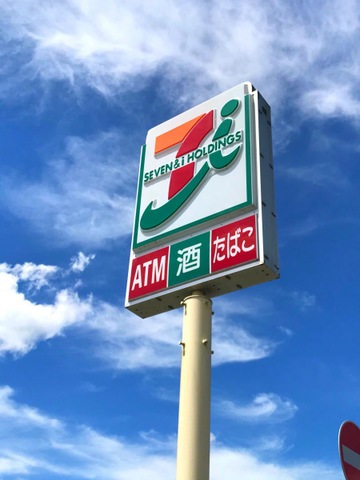 SEVEN & i HOLDINGS
ATM 酒 たばこ